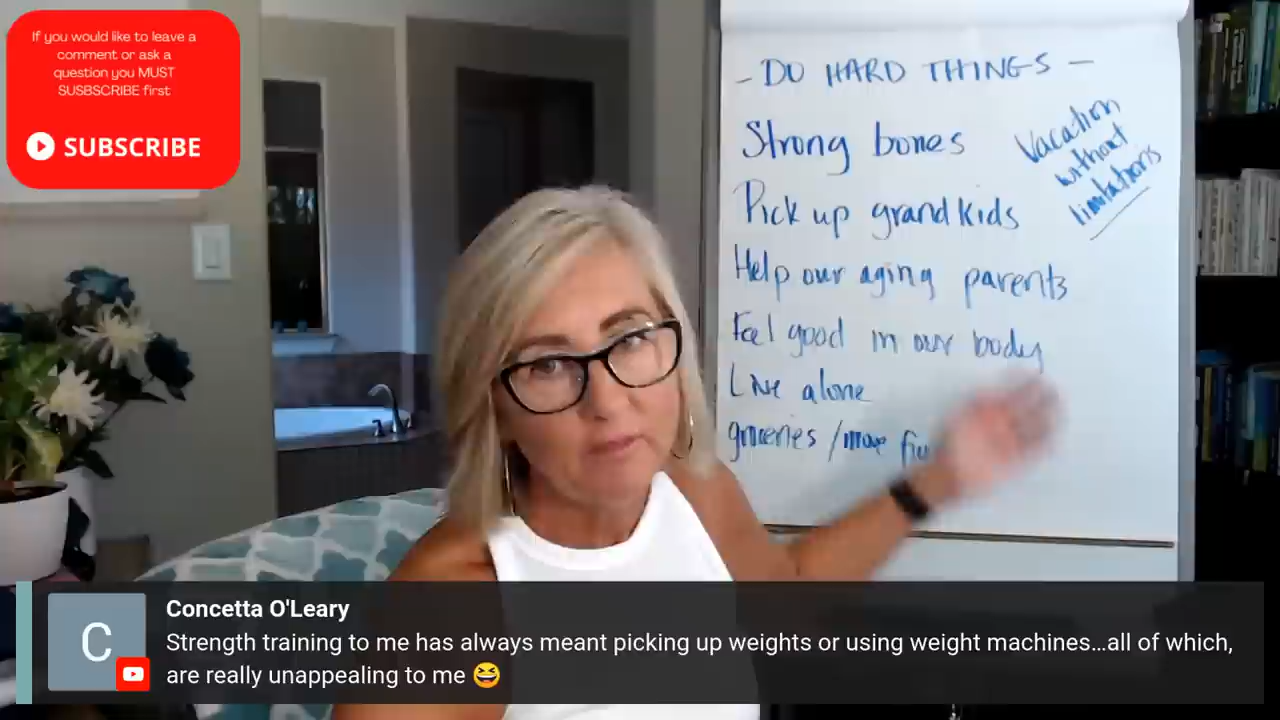 If you would like to leave a
comment or ask a
question you MUST
SUSBSCRIBE first
SUBSCRIBE
- DO HARD THINGS -
Strong bones
Vacation
without
limitations
Pick up grandkids
Help our aging parents
Feel good in our body
Live alone
groceries / move
Concetta O'Leary
C
Strength training to me has always meant picking up weights or using weight machines...all of which,
are really unappealing to me 😆